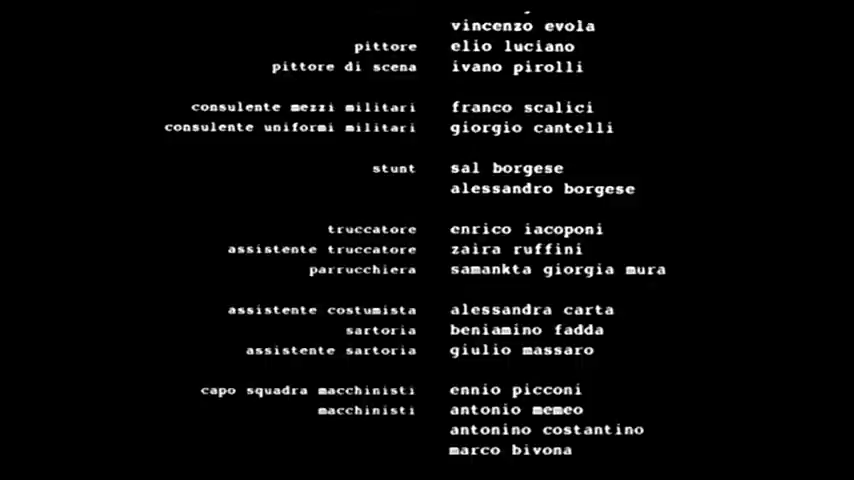 vincenzo evola
pittore elio luciano
pittore di scena ivano pirolli
consulente mezzi militari franco scalici
consulente uniformi militari giorgio cantelli
stunt sal borgese
alessandro borgese
truccatore enrico iacoponi
assistente truccatore zaira ruffini
parrucchiera samankta giorgia mura
assistente costumista alessandra carta
sartoria beniamino fadda
assistente sartoria giulio massaro
capo squadra macchinisti ennio picconi
macchinisti antonio memeo
antonino costantino
marco bivona